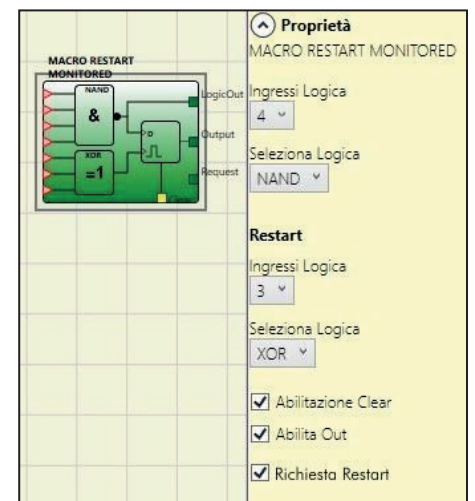 MACRO RESTART
MONITORED
NAND
&
XOR
=1
D
LogicOut
Output
Request
Clear
Proprietà
MACRO RESTART MONITORED
Ingressi Logica
4
Seleziona Logica
NAND
Restart
Ingressi Logica
3
Seleziona Logica
XOR
Abilitazione Clear
Abilita Out
Richiesta Restart